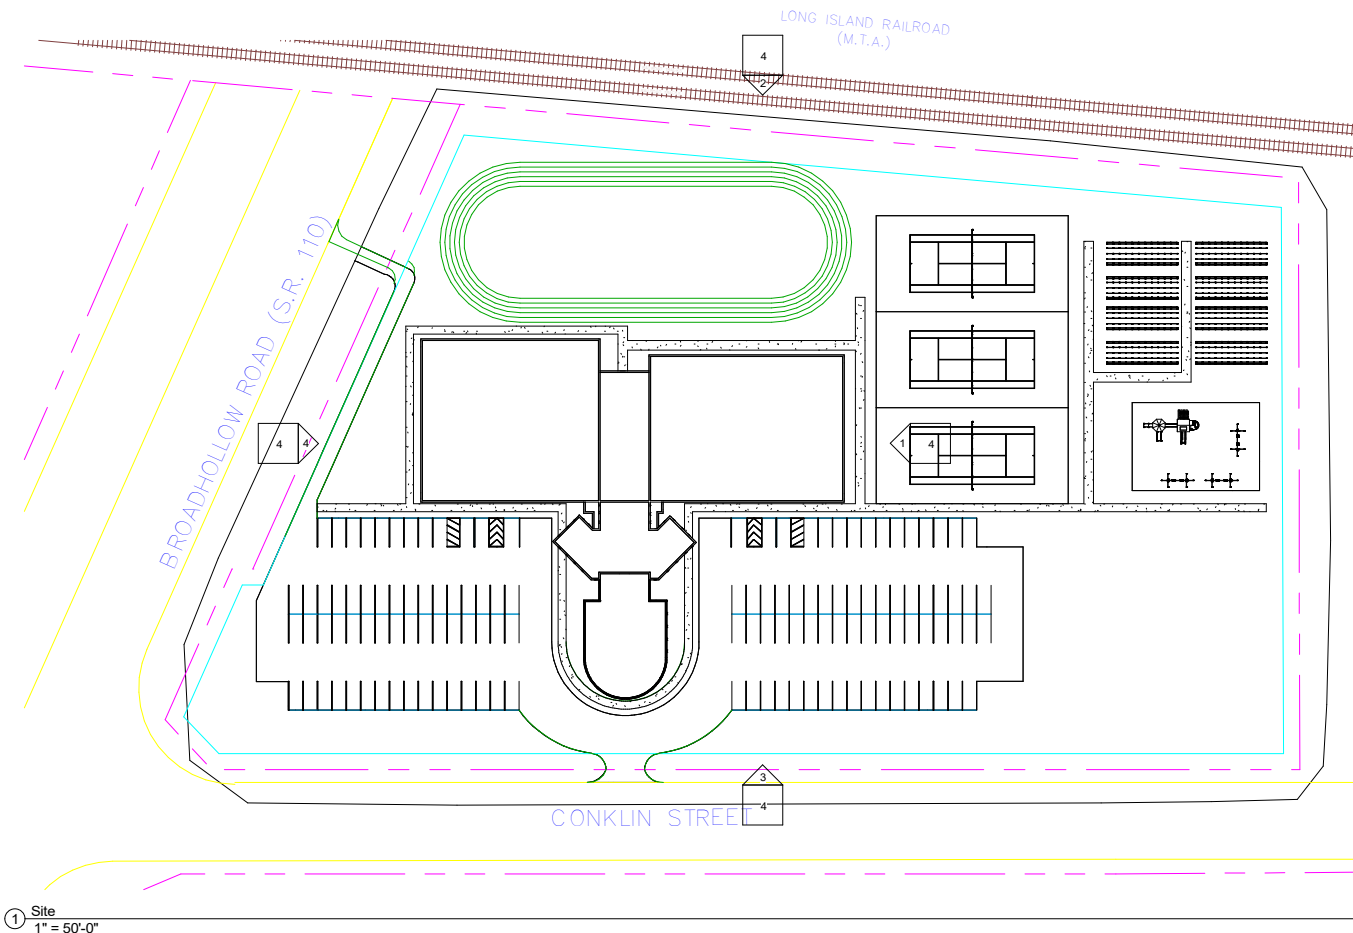 LONG ISLAND RAILROAD
(M.T.A.)
4
2
BROADHOLLOW ROAD (S.R. 110)
4
4
1
4
3
4
CONKLIN STREET
1
Site
1" = 50'-0"